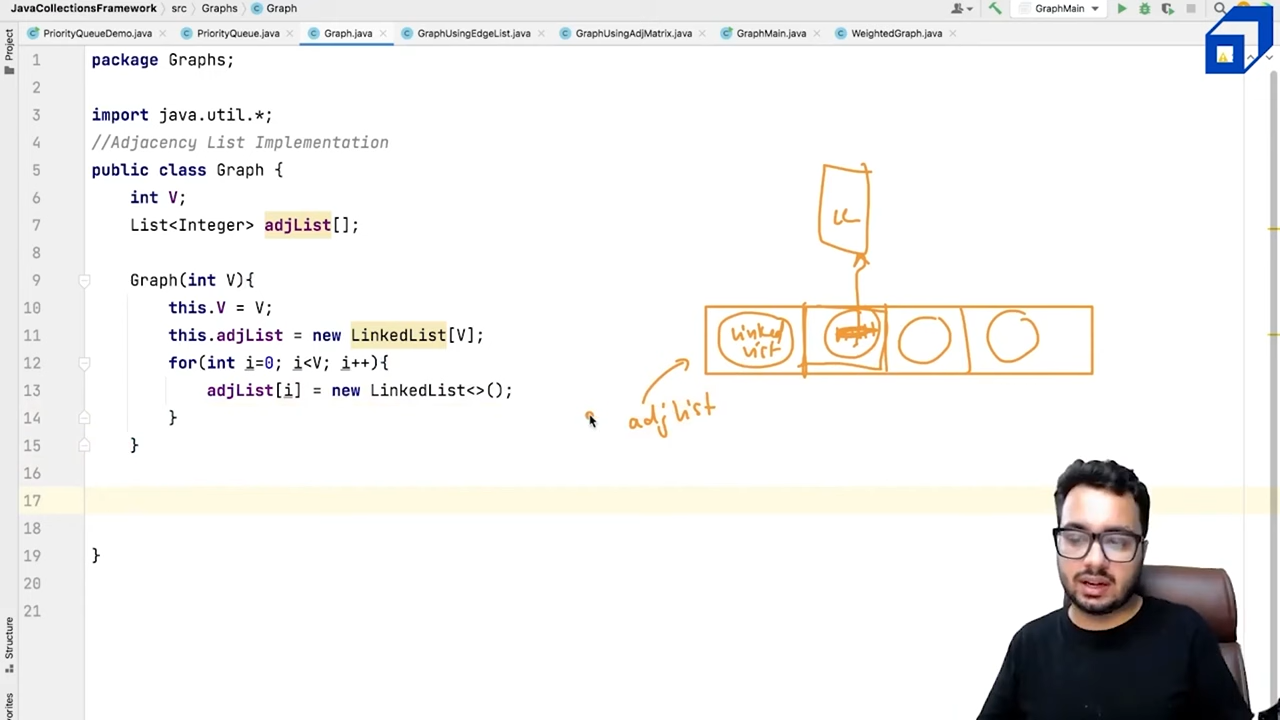 JavaCollectionsFramework › src › Graphs › Graph
GraphMain
PriorityQueueDemo.java
PriorityQueue.java
Graph.java
GraphUsingEdgeList.java
GraphUsingAdjMatrix.java
GraphMain.java
WeightedGraph.java
Project
1 package Graphs;
2
3 import java.util.*;
4 //Adjacency List Implementation
5 public class Graph {
6 int V;
7 List<Integer> adjList[];
8
9 Graph(int V){
10 this.V = V;
11 this.adjList = new LinkedList[V];
12 for(int i=0; i<V; i++){
13 adjList[i] = new LinkedList<>();
14 }
15 }
16
17
18
19 }
20
21
Linked
List
adjlist
Structure